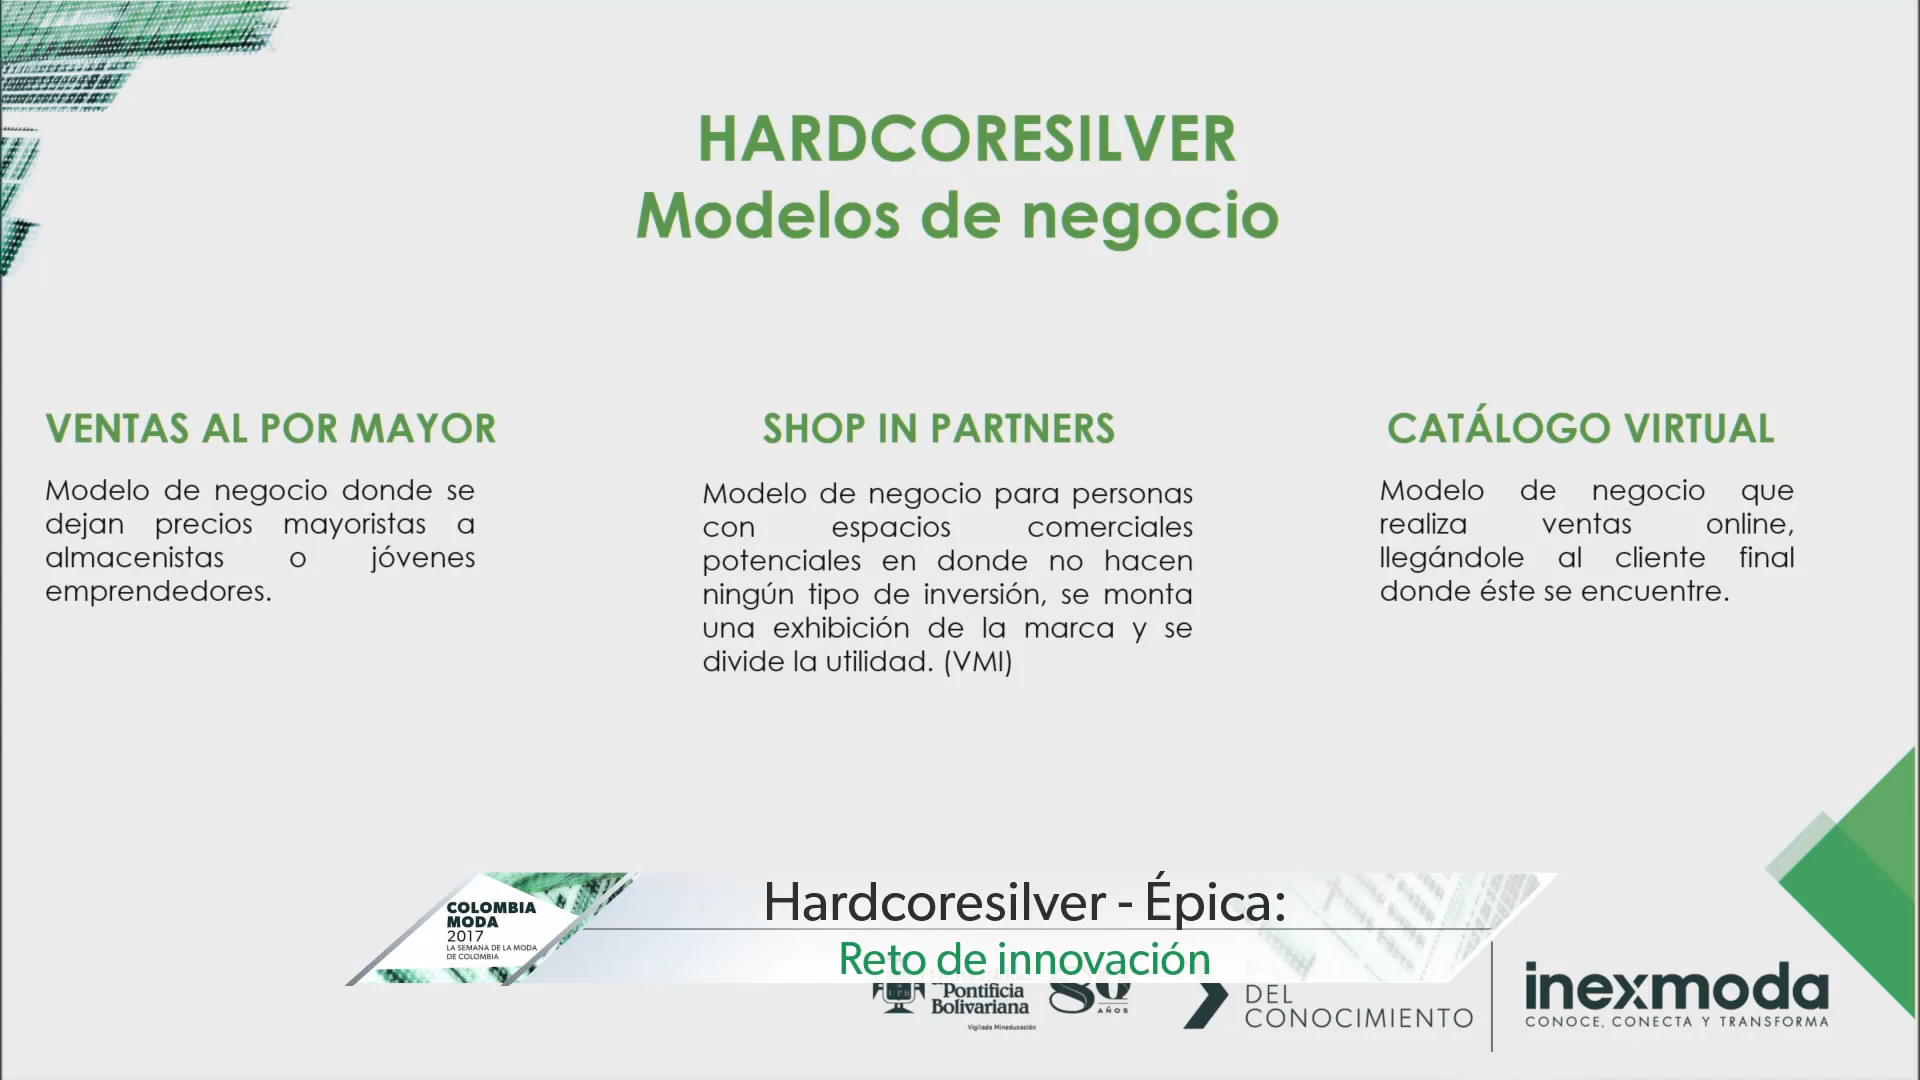 HARDCORESILVER
Modelos de negocio
VENTAS AL POR MAYOR
Modelo de negocio donde se
dejan precios mayoristas a
almacenistas o jóvenes
emprendedores.
SHOP IN PARTNERS
Modelo de negocio para personas
con espacios comerciales
potenciales en donde no hacen
ningún tipo de inversión, se monta
una exhibición de la marca y se
divide la utilidad. (VMI)
CATÁLOGO VIRTUAL
Modelo de negocio que
realiza ventas online,
llegándole al cliente final
donde éste se encuentre.
COLOMBIA
MODA
2017
LA SEMANA DE LA MODA
DE COLOMBIA
Hardcoresilver - Épica:
Reto de innovación
UPB
Pontificia
Bolivariana
Vigilada Mineducación
AÑOS
DEL
CONOCIMIENTO
inexmoda
CONOCE, CONECTA Y TRANSFORMA